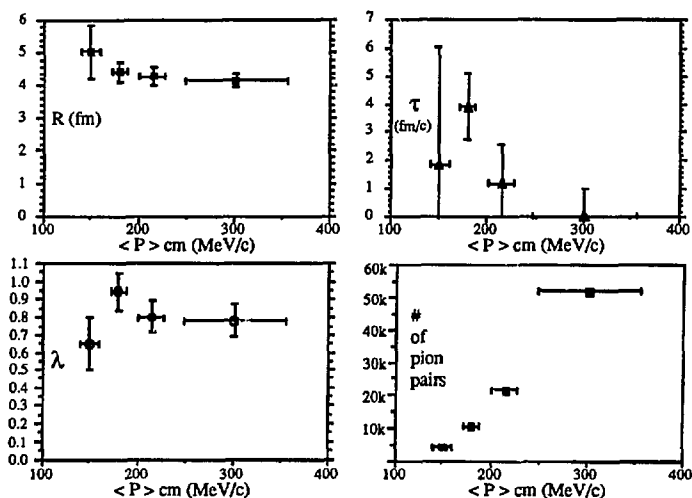 6
5
4
3
2
1
0
R (fm)
100 200 300 400
< P > cm (MeV/c)
7
6
5
4
3
2
1
0
τ
(fm/c)
100 200 300 400
< P > cm (MeV/c)
1.1
1.0
0.9
0.8
0.7
0.6
0.5
0.4
0.3
0.2
0.1
0.0
λ
100 200 300 400
< P > cm (MeV/c)
60k
50k
40k
30k
20k
10k
#
of
pion
pairs
100 200 300 400
< P > cm (MeV/c)